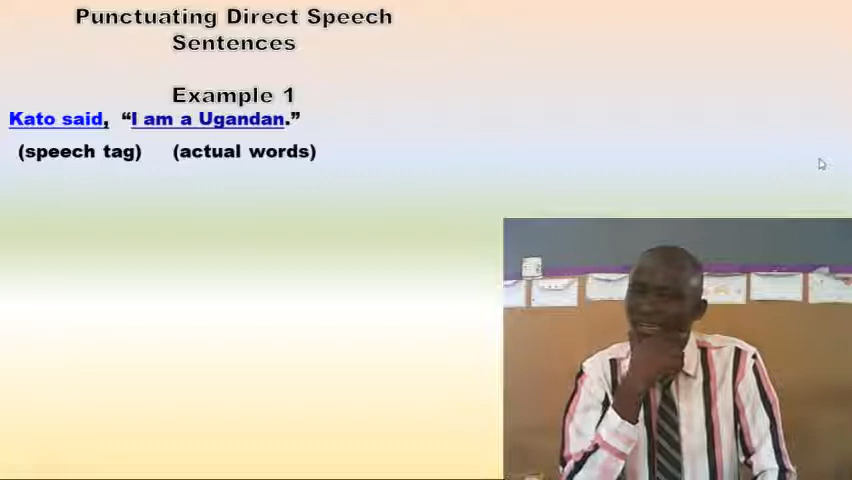 Punctuating Direct Speech
Sentences
Example 1
Kato said, “I am a Ugandan.”
(speech tag) (actual words)